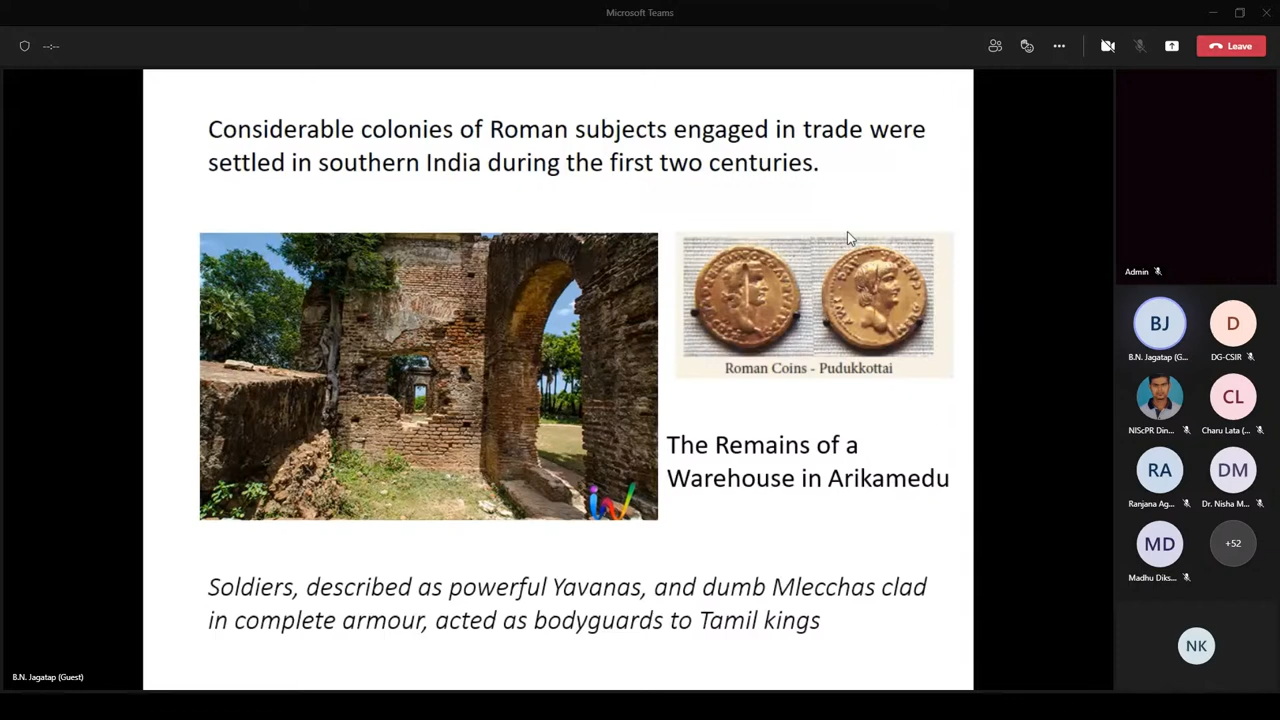 Microsoft Teams
--:--
Leave
Considerable colonies of Roman subjects engaged in trade were
settled in southern India during the first two centuries.
Roman Coins - Pudukkottai
The Remains of a
Warehouse in Arikamedu
Soldiers, described as powerful Yavanas, and dumb Mlecchas clad
in complete armour, acted as bodyguards to Tamil kings
B.N. Jagatap (Guest)
Admin
BJ
D
B.N. Jagatap (G...
DG-CSIR
CL
NIScPR Din...
Charu Lata (...
RA
DM
Ranjana Ag...
Dr. Nisha M...
MD
+52
Madhu Diks...
NK